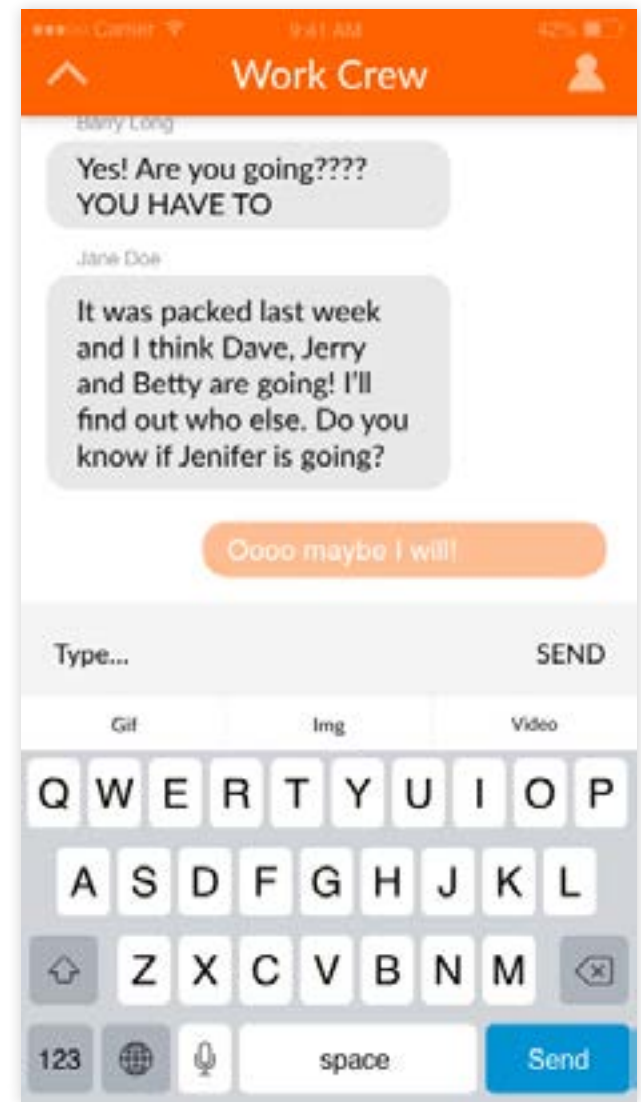 Carrier 9:41 AM 42%
Work Crew
Barry Long
Yes! Are you going????
YOU HAVE TO
Jane Doe
It was packed last week
and I think Dave, Jerry
and Betty are going! I'll
find out who else. Do you
know if Jenifer is going?
Oooo maybe I will!
Type... SEND
Gif Img Video
Q W E R T Y U I O P
A S D F G H J K L
Z X C V B N M
123 space Send